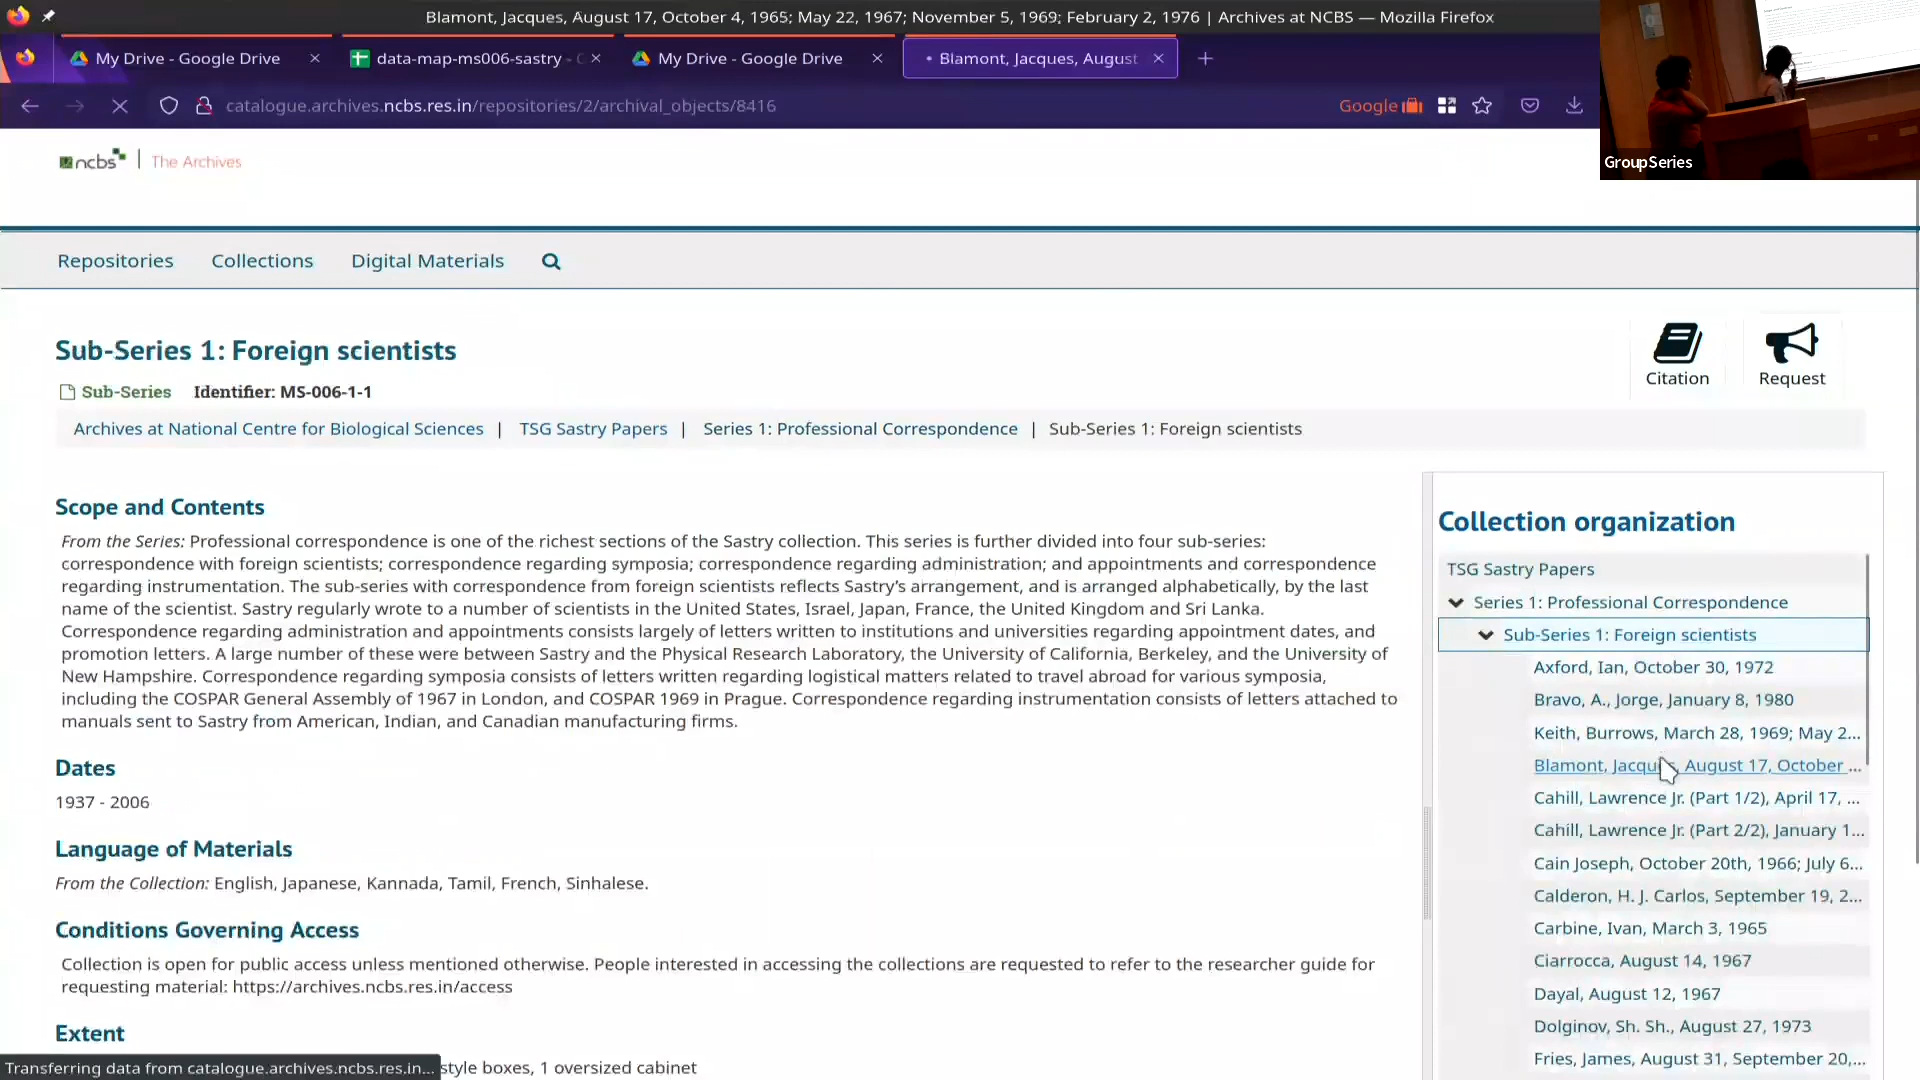 Blamont, Jacques, August 17, October 4, 1965; May 22, 1967; November 5, 1969; February 2, 1976 | Archives at NCBS — Mozilla Firefox
My Drive - Google Drive
data-map-ms006-sastry -
My Drive - Google Drive
Blamont, Jacques, August
catalogue.archives.ncbs.res.in/repositories/2/archival_objects/8416
Google
GroupSeries
ncbs | The Archives
Repositories
Collections
Digital Materials
Sub-Series 1: Foreign scientists
Citation
Request
Sub-Series Identifier: MS-006-1-1
Archives at National Centre for Biological Sciences | TSG Sastry Papers | Series 1: Professional Correspondence | Sub-Series 1: Foreign scientists
Scope and Contents
From the Series: Professional correspondence is one of the richest sections of the Sastry collection. This series is further divided into four sub-series:
correspondence with foreign scientists; correspondence regarding symposia; correspondence regarding administration; and appointments and correspondence
regarding instrumentation. The sub-series with correspondence from foreign scientists reflects Sastry's arrangement, and is arranged alphabetically, by the last
name of the scientist. Sastry regularly wrote to a number of scientists in the United States, Israel, Japan, France, the United Kingdom and Sri Lanka.
Correspondence regarding administration and appointments consists largely of letters written to institutions and universities regarding appointment dates, and
promotion letters. A large number of these were between Sastry and the Physical Research Laboratory, the University of California, Berkeley, and the University of
New Hampshire. Correspondence regarding symposia consists of letters written regarding logistical matters related to travel abroad for various symposia,
including the COSPAR General Assembly of 1967 in London, and COSPAR 1969 in Prague. Correspondence regarding instrumentation consists of letters attached to
manuals sent to Sastry from American, Indian, and Canadian manufacturing firms.
Dates
1937 - 2006
Language of Materials
From the Collection: English, Japanese, Kannada, Tamil, French, Sinhalese.
Conditions Governing Access
Collection is open for public access unless mentioned otherwise. People interested in accessing the collections are requested to refer to the researcher guide for
requesting material: https://archives.ncbs.res.in/access
Extent
style boxes, 1 oversized cabinet
Transferring data from catalogue.archives.ncbs.res.in...
Collection organization
TSG Sastry Papers
Series 1: Professional Correspondence
Sub-Series 1: Foreign scientists
Axford, Ian, October 30, 1972
Bravo, A., Jorge, January 8, 1980
Keith, Burrows, March 28, 1969; May 2...
Blamont, Jacques, August 17, October ...
Cahill, Lawrence Jr. (Part 1/2), April 17, ...
Cahill, Lawrence Jr. (Part 2/2), January 1...
Cain Joseph, October 20th, 1966; July 6...
Calderon, H. J. Carlos, September 19, 2...
Carbine, Ivan, March 3, 1965
Ciarrocca, August 14, 1967
Dayal, August 12, 1967
Dolginov, Sh. Sh., August 27, 1973
Fries, James, August 31, September 20,...